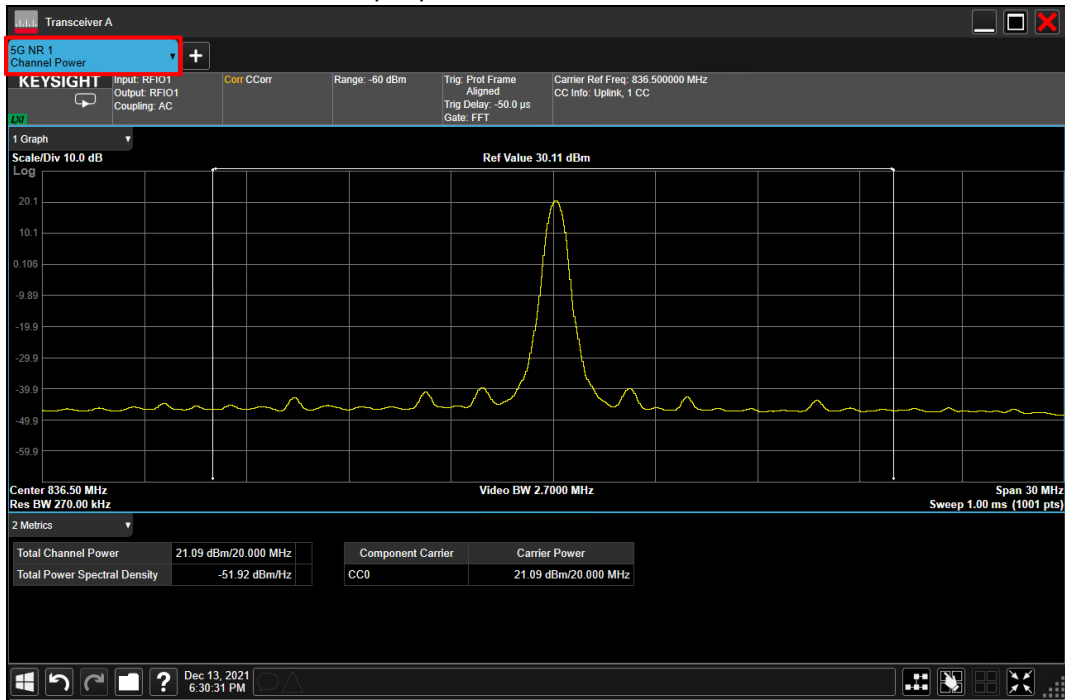 Transceiver A
5G NR 1
Channel Power
KEYSIGHT
LXI
Input: RFIO1
Output: RFIO1
Coupling: AC
Corr CCorr
Range: -60 dBm
Trig: Prot Frame
Aligned
Trig Delay: -50.0 µs
Gate: FFT
Carrier Ref Freq: 836.500000 MHz
CC Info: Uplink, 1 CC
1 Graph
Scale/Div 10.0 dB
Ref Value 30.11 dBm
Log
20.1
10.1
0.106
-9.89
-19.9
-29.9
-39.9
-49.9
-59.9
Center 836.50 MHz
Video BW 2.7000 MHz
Span 30 MHz
Res BW 270.00 kHz
Sweep 1.00 ms (1001 pts)
2 Metrics
Total Channel Power 21.09 dBm/20.000 MHz
Total Power Spectral Density -51.92 dBm/Hz
Component Carrier Carrier Power
CC0 21.09 dBm/20.000 MHz
?
Dec 13, 2021
6:30:31 PM